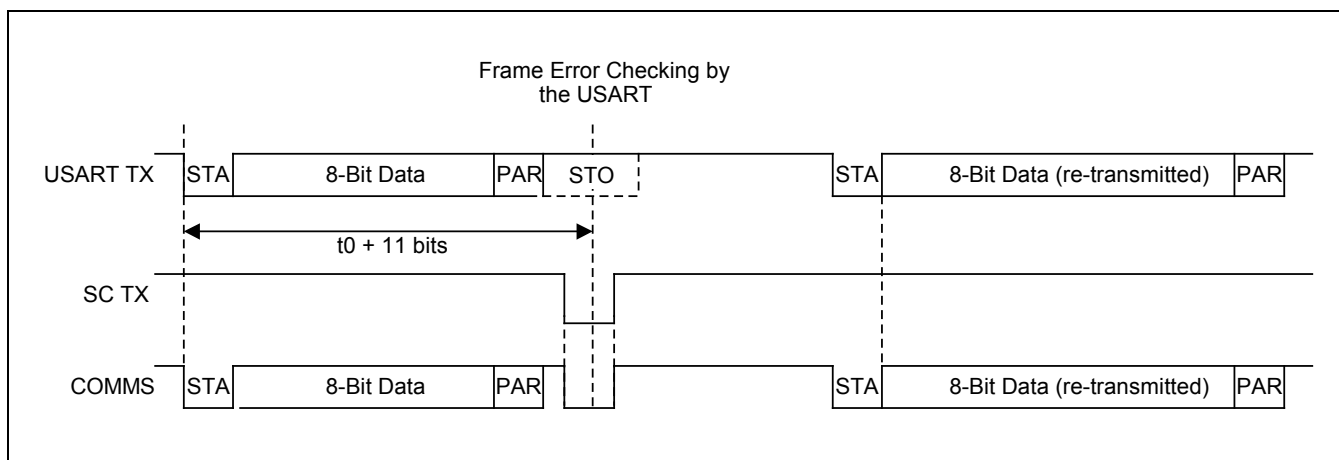 Frame Error Checking by
the USART
USART TX STA 8-Bit Data PAR STO STA 8-Bit Data (re-transmitted) PAR
t0 + 11 bits
SC TX
COMMS STA 8-Bit Data PAR STA 8-Bit Data (re-transmitted) PAR